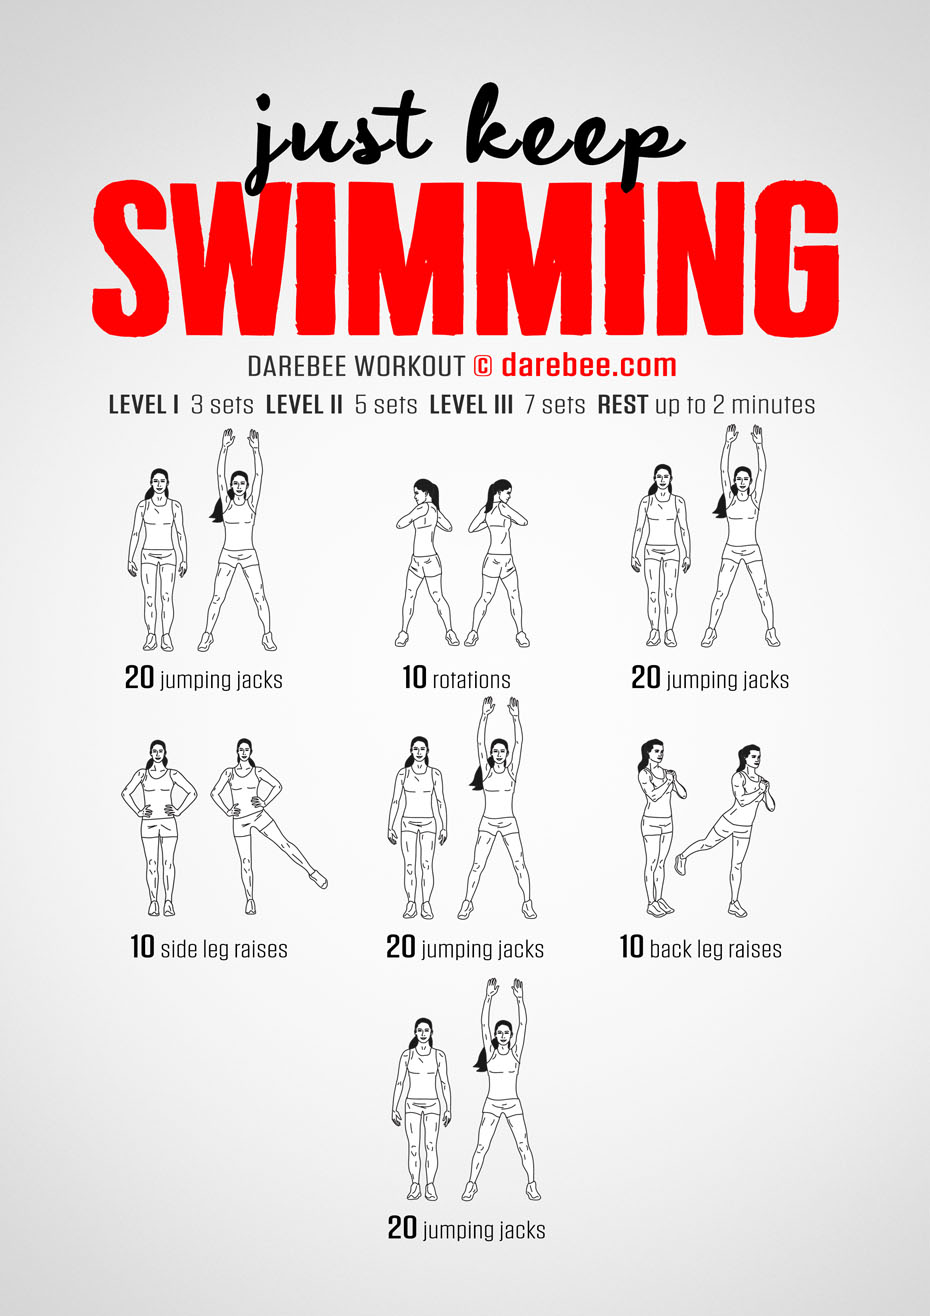 just keep
SWIMMING
DAREBEE WORKOUT © darebee.com
LEVEL I 3 sets LEVEL II 5 sets LEVEL III 7 sets REST up to 2 minutes
20 jumping jacks
10 rotations
20 jumping jacks
10 side leg raises
20 jumping jacks
10 back leg raises
20 jumping jacks